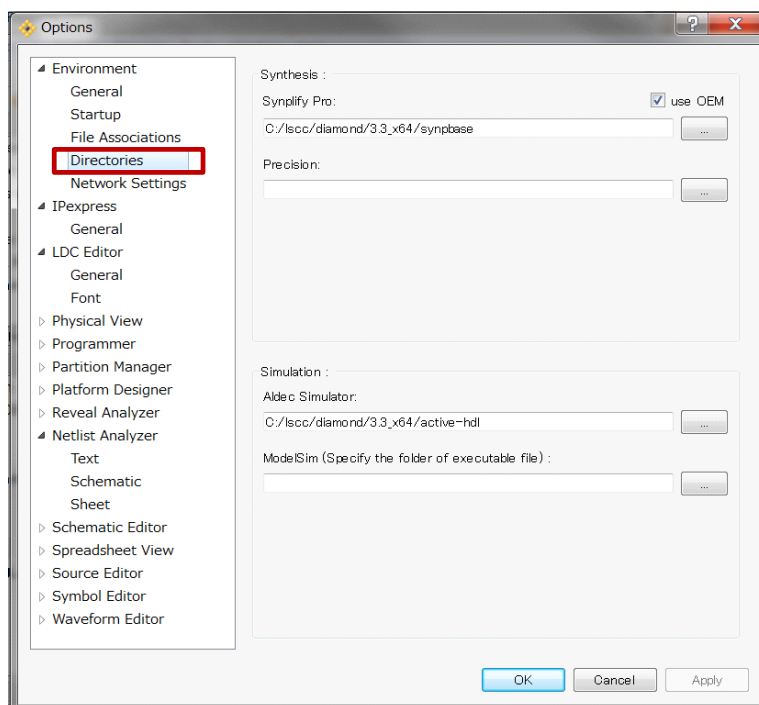 Options
Environment
General
Startup
File Associations
Directories
Network Settings
IPexpress
General
LDC Editor
General
Font
Physical View
Programmer
Partition Manager
Platform Designer
Reveal Analyzer
Netlist Analyzer
Text
Schematic
Sheet
Schematic Editor
Spreadsheet View
Source Editor
Symbol Editor
Waveform Editor
Synthesis :
Synplify Pro:
use OEM
C:/lscc/diamond/3.3_x64/synpbase
...
Precision:
...
Simulation :
Aldec Simulator:
C:/lscc/diamond/3.3_x64/active-hdl
...
ModelSim (Specify the folder of executable file) :
...
OK
Cancel
Apply